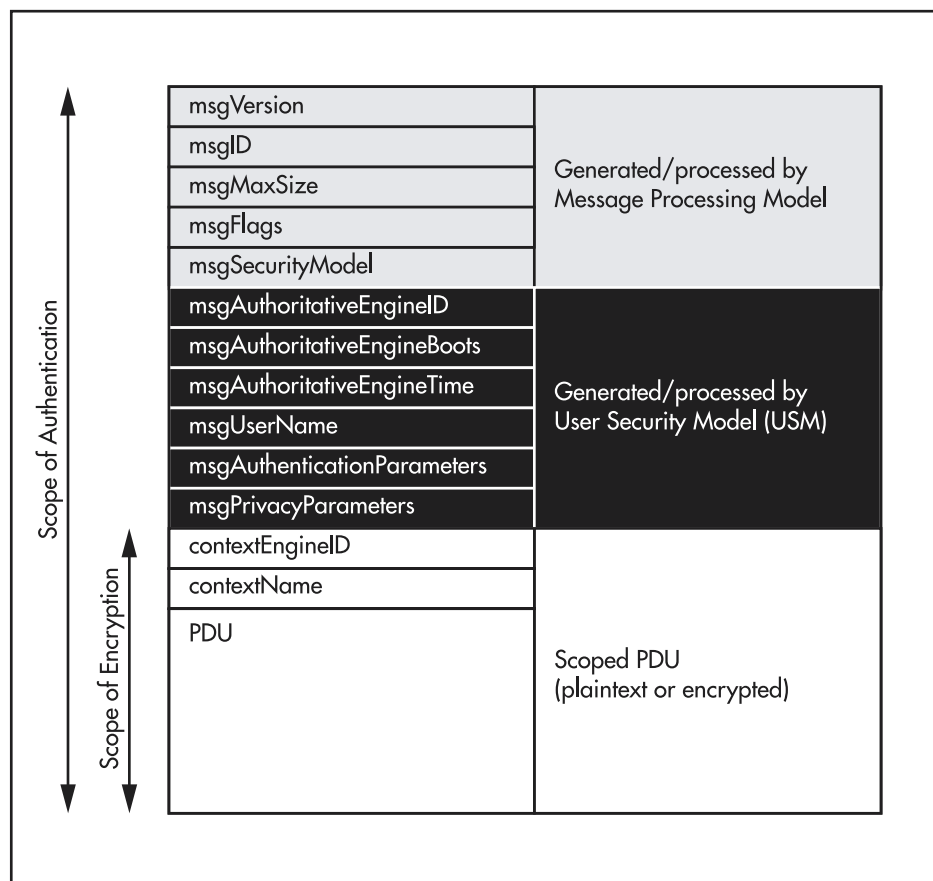 msgVersion
msgID
msgMaxSize
msgFlags
msgSecurityModel
Generated/processed by
Message Processing Model
msgAuthoritativeEngineID
msgAuthoritativeEngineBoots
msgAuthoritativeEngineTime
msgUserName
msgAuthenticationParameters
msgPrivacyParameters
Generated/processed by
User Security Model (USM)
contextEngineID
contextName
PDU
Scoped PDU
(plaintext or encrypted)
Scope of Authentication
Scope of Encryption